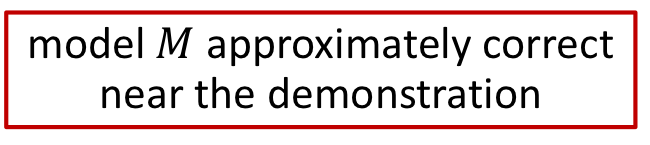 model M approximately correct
near the demonstration